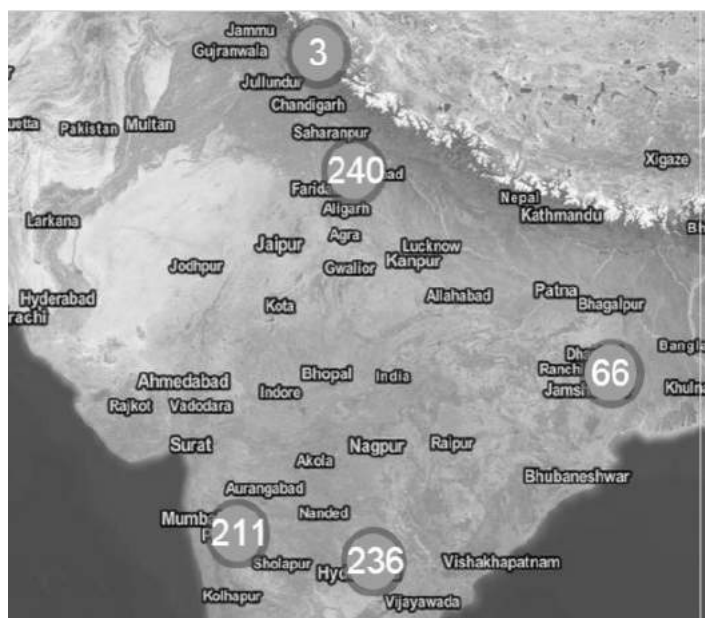 Jammu
Gujranwala
3
Jullundur
Chandigarh
Pakistan Multan
Saharanpur
Xigaze
240
Aligarh
Nepal
Kathmandu
Larkana
Agra
Jaipur
Lucknow
Kanpur
Jodhpur
Gwalior
Hyderabad
Kota
Allahabad
Patna
Bhagalpur
Ranchi
66
Bhopal
India
Ahmedabad
Indore
Rajkot Vadodara
Surat
Nagpur
Raipur
Akola
Bhubaneshwar
Aurangabad
Nanded
211
236
Sholapur
Vishakhapatnam
Kolhapur
Vijayawada